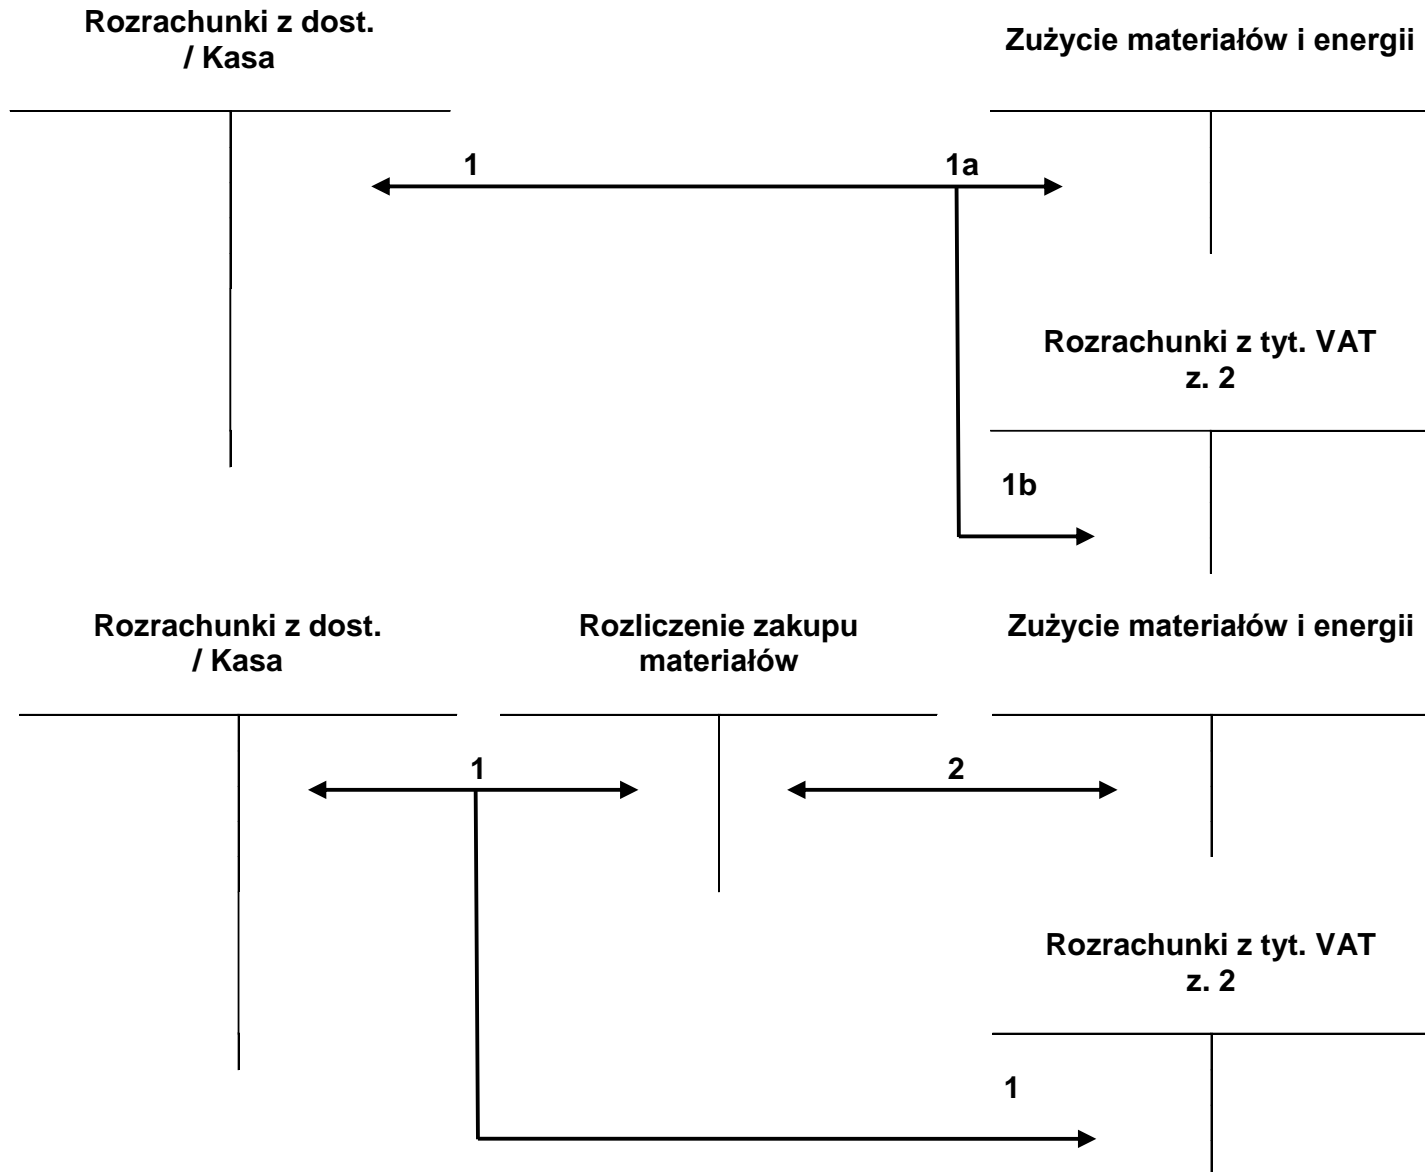 Rozrachunki z dost.
/ Kasa
Zużycie materiałów i energii
1
1a
Rozrachunki z tyt. VAT
z. 2
1b
Rozrachunki z dost.
/ Kasa
Rozliczenie zakupu
materiałów
Zużycie materiałów i energii
1
2
Rozrachunki z tyt. VAT
z. 2
1